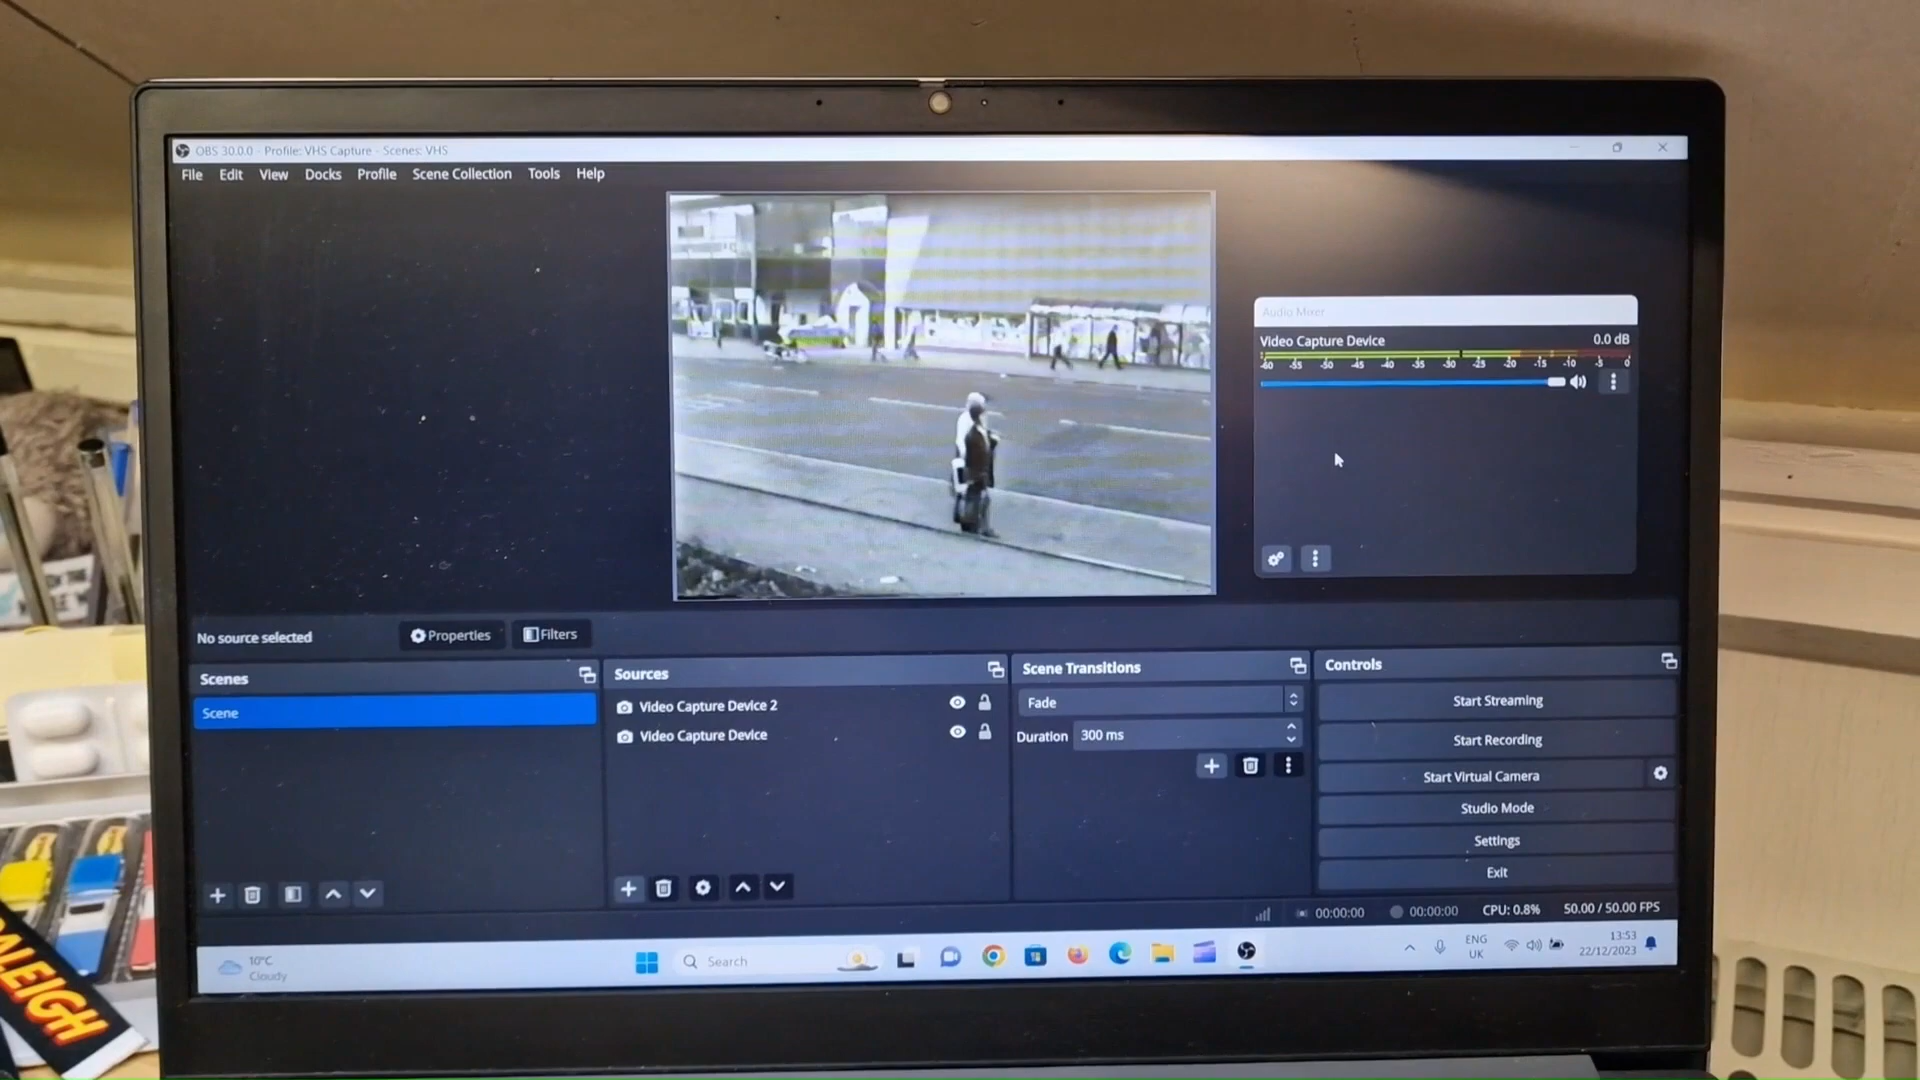 OBS 30.0.0 - Profile: VHS Capture - Scenes: VHS
File Edit View Docks Profile Scene Collection Tools Help
Audio Mixer
Video Capture Device 0.0 dB
-60 -55 -50 -45 -40 -35 -30 -25 -20 -15 -10 -5 0
No source selected
Properties
Filters
Scenes
Scene
Sources
Video Capture Device 2
Video Capture Device
Scene Transitions
Fade
Duration 300 ms
Controls
Start Streaming
Start Recording
Start Virtual Camera
Studio Mode
Settings
Exit
00:00:00 00:00:00 CPU: 0.8% 50.00 / 50.00 FPS
10°C
Cloudy
Search
ENG
UK
13:53
22/12/2023
ALEIGH